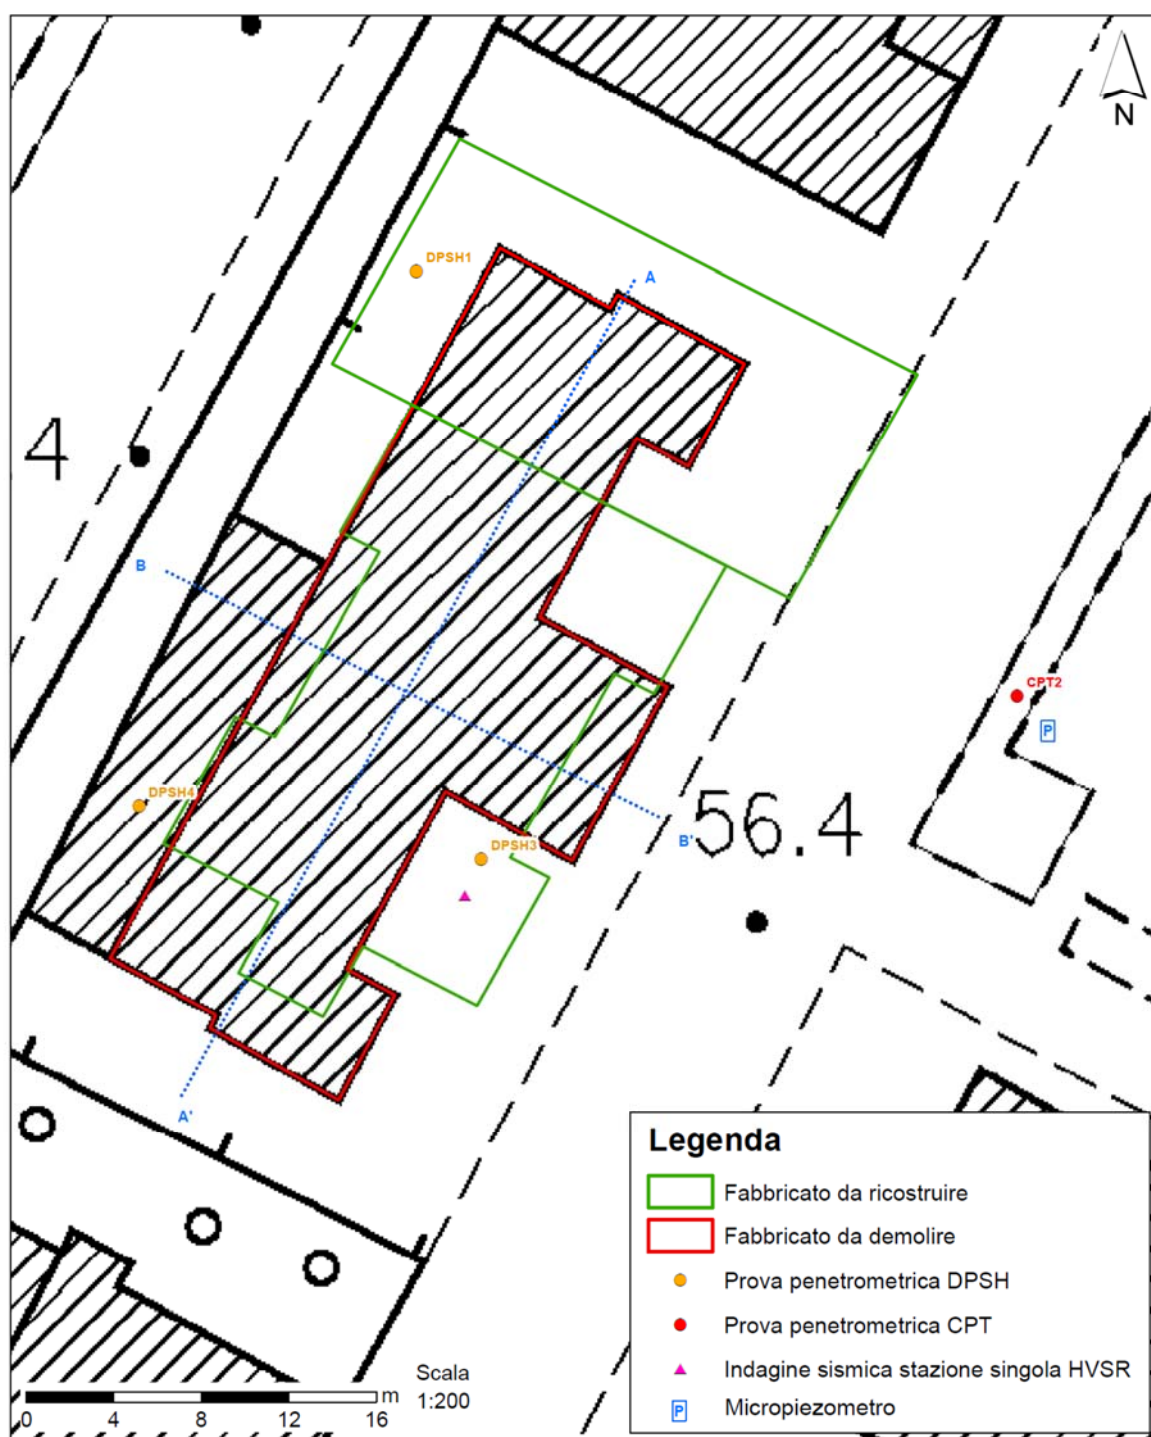 N
DPSH1
A
4
B
CPT2
P
DPSH4
56.4
B'
DPSH3
A'
Legenda
Fabbricato da ricostruire
Fabbricato da demolire
Prova penetrometrica DPSH
Prova penetrometrica CPT
Indagine sismica stazione singola HVSR
P Micropiezometro
Scala
1:200
m
0 4 8 12 16